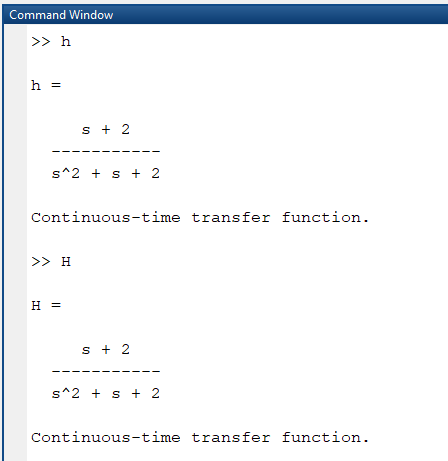 Command Window
>> h
h =
s + 2
-----------
s^2 + s + 2
Continuous-time transfer function.
>> H
H =
s + 2
-----------
s^2 + s + 2
Continuous-time transfer function.